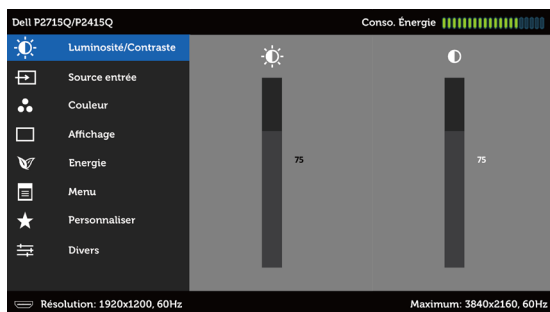 Dell P2715Q/P2415Q
Conso. Énergie
Luminosité/Contraste
Source entrée
Couleur
Affichage
Energie
Menu
Personnaliser
Divers
75
75
Résolution: 1920x1200, 60Hz
Maximum: 3840x2160, 60Hz